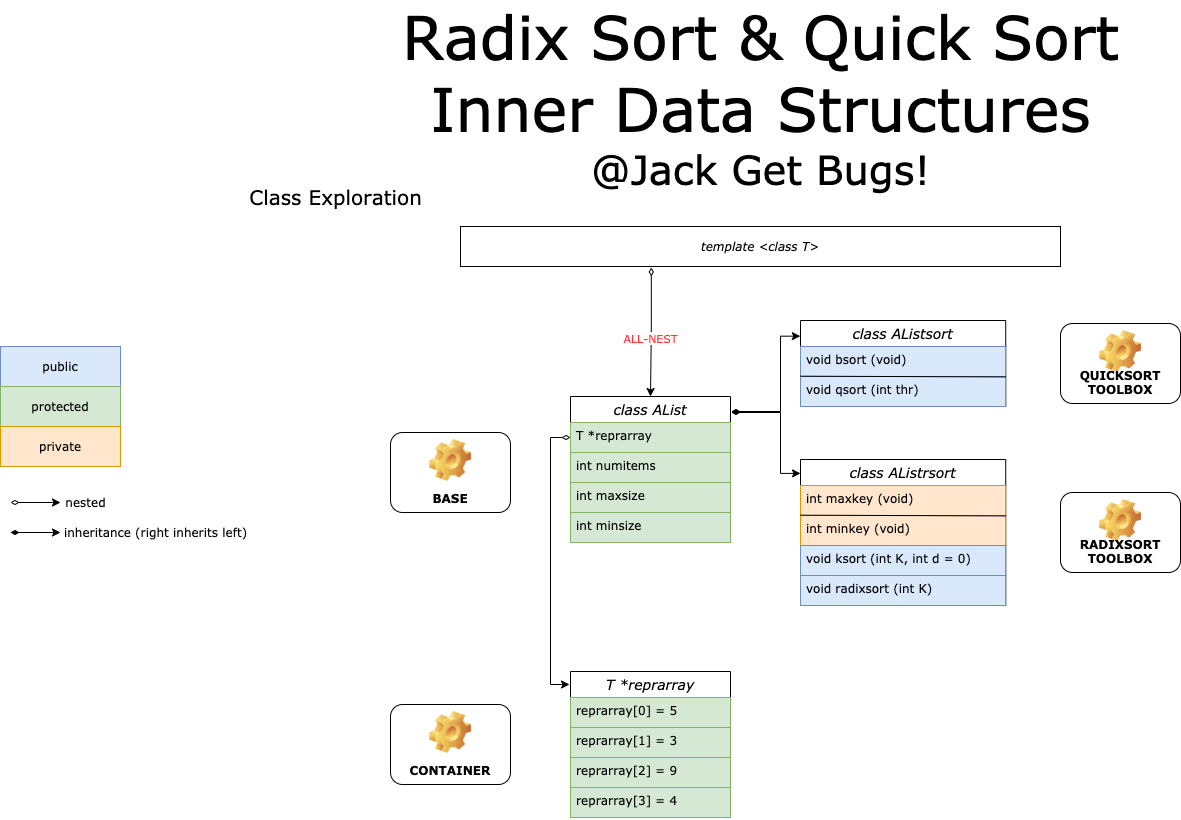 Radix Sort & Quick Sort
Inner Data Structures
@Jack Get Bugs!
Class Exploration
template <class T>
ALL-NEST
public
protected
private
nested
inheritance (right inherits left)
BASE
class AList
T *reprarray
int numitems
int maxsize
int minsize
class AListsort
void bsort (void)
void qsort (int thr)
QUICKSORT
TOOLBOX
class AListrsort
int maxkey (void)
int minkey (void)
void ksort (int K, int d = 0)
void radixsort (int K)
RADIXSORT
TOOLBOX
CONTAINER
T *reprarray
reprarray[0] = 5
reprarray[1] = 3
reprarray[2] = 9
reprarray[3] = 4